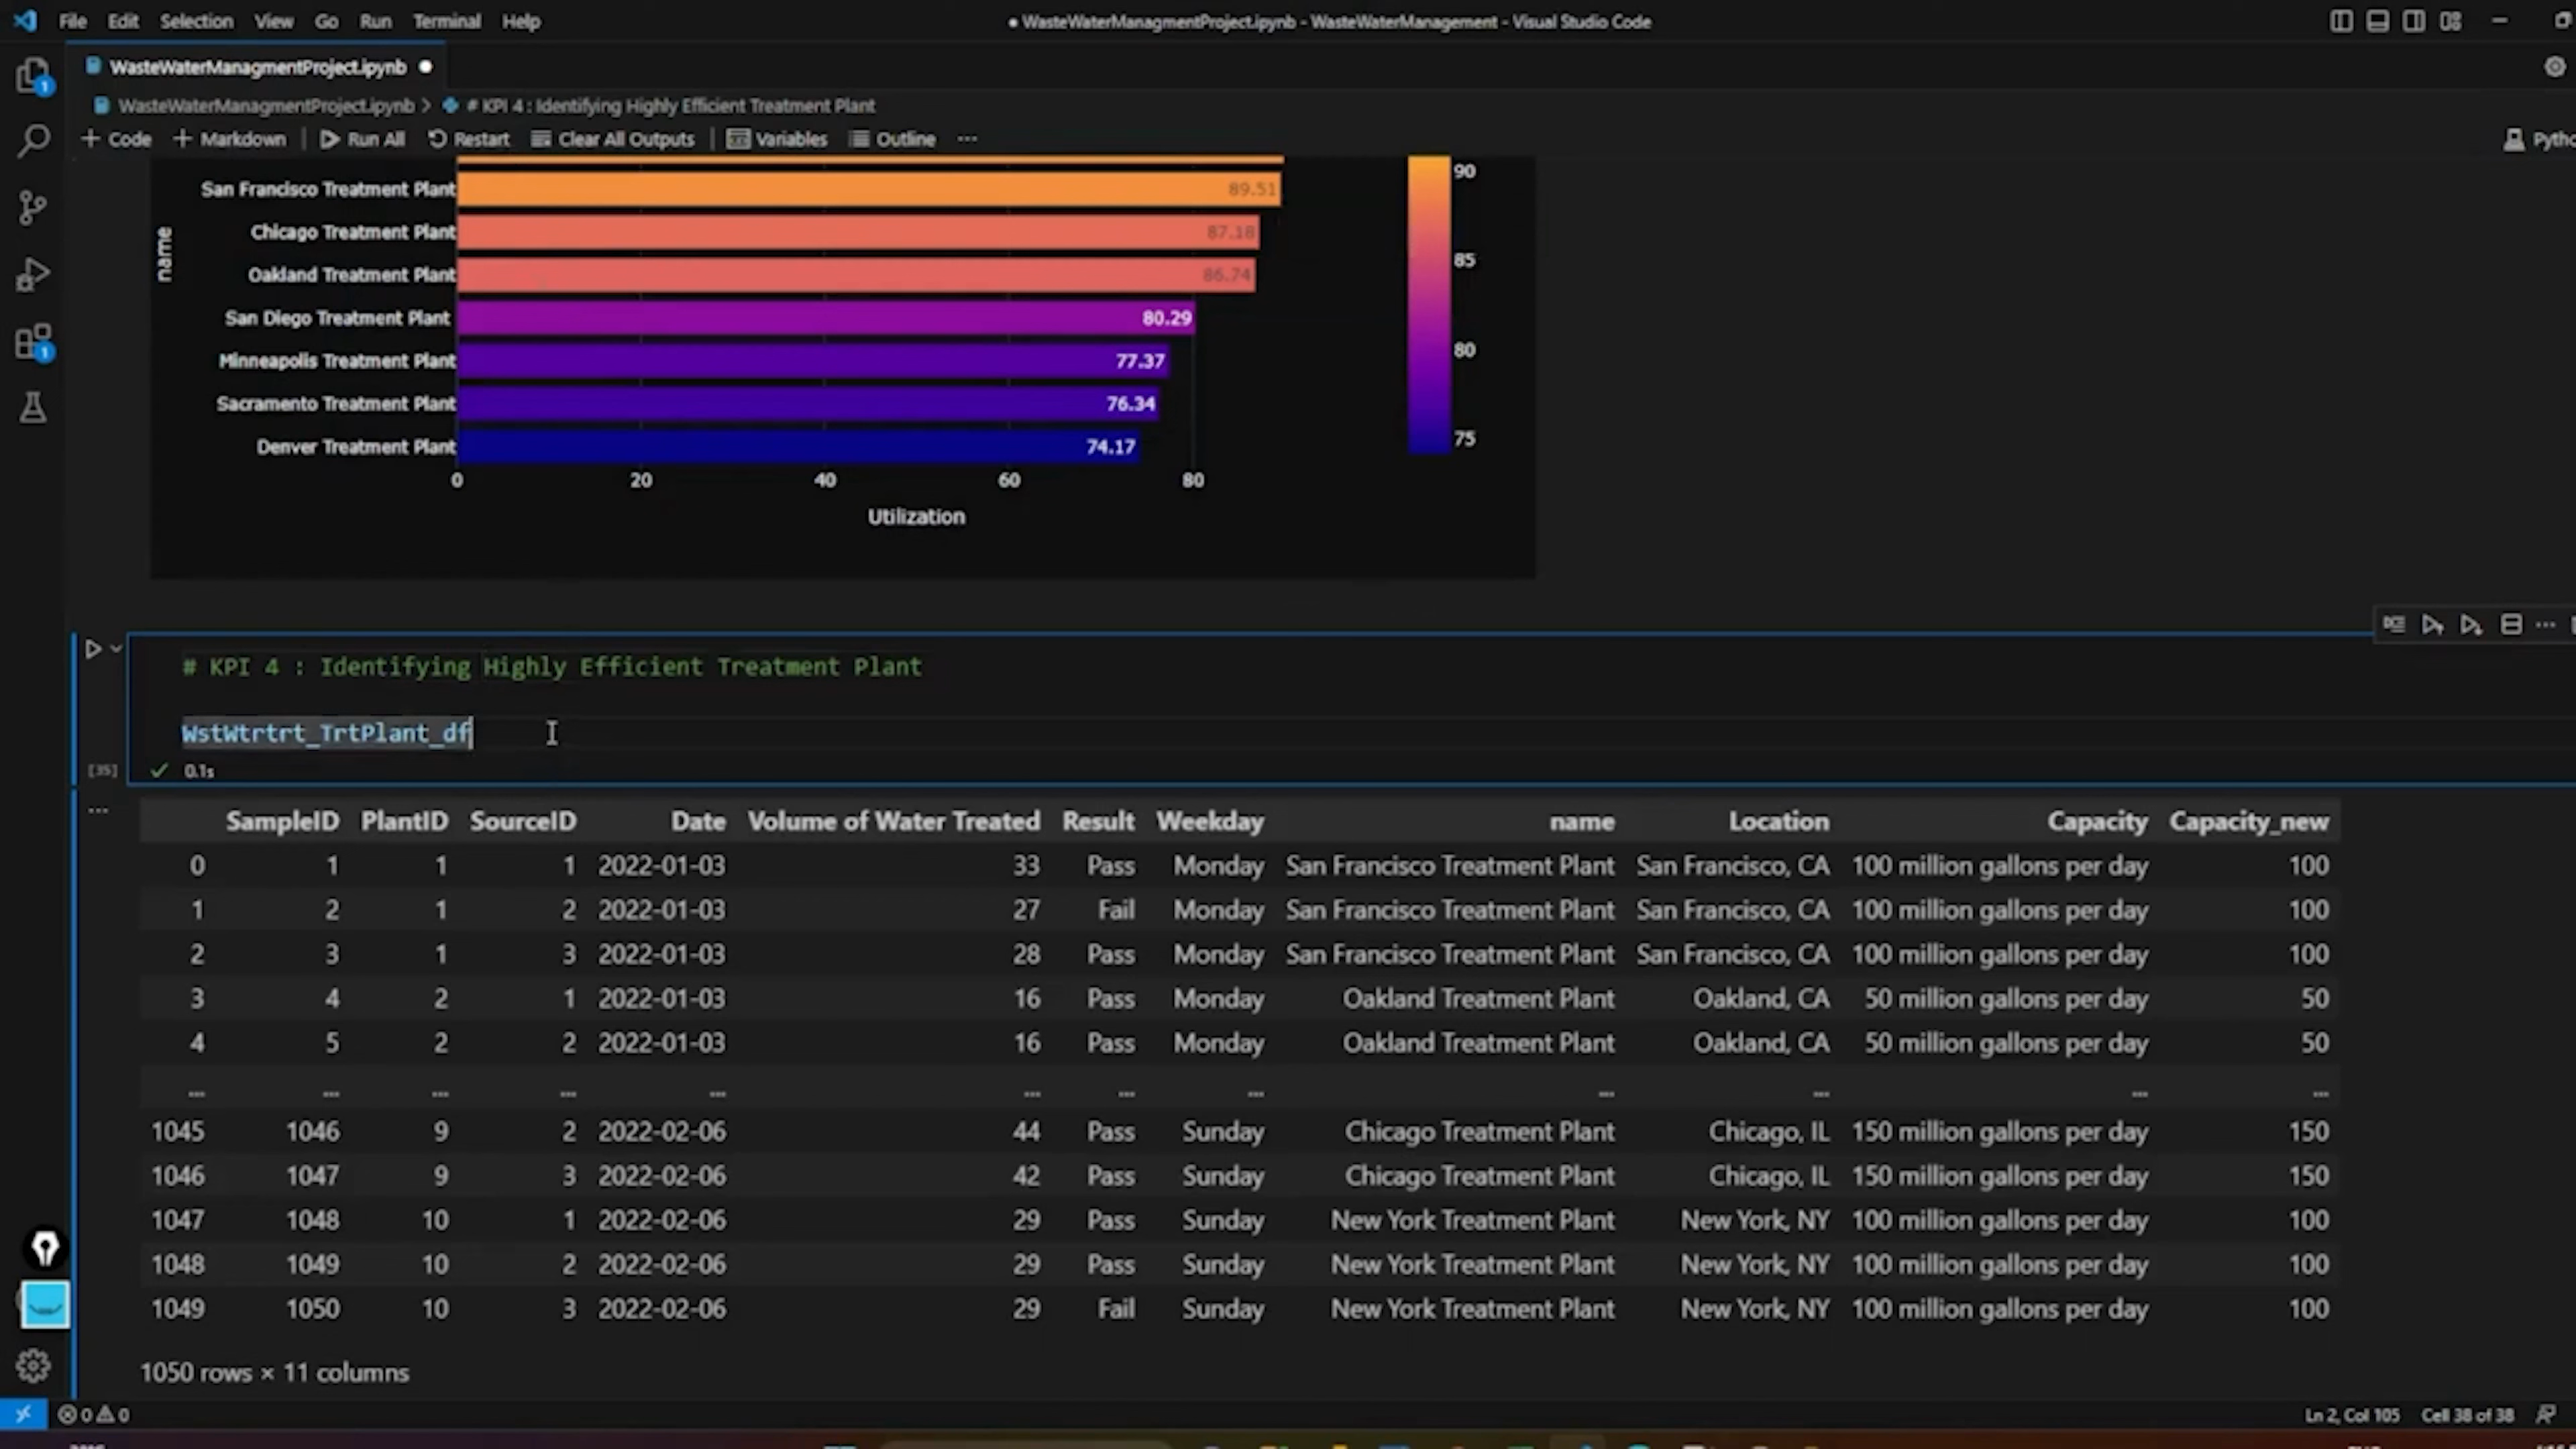 File Edit Selection View Go Run Terminal Help
● WasteWaterManagmentProject.ipynb - WasteWaterManagement - Visual Studio Code
WasteWaterManagmentProject.ipynb ●
WasteWaterManagmentProject.ipynb > # KPI 4 : Identifying Highly Efficient Treatment Plant
+ Code + Markdown | Run All Restart Clear All Outputs | Variables Outline ...
name
San Francisco Treatment Plant 89.51
Chicago Treatment Plant 87.18
Oakland Treatment Plant 86.74
San Diego Treatment Plant 80.29
Minneapolis Treatment Plant 77.37
Sacramento Treatment Plant 76.34
Denver Treatment Plant 74.17
0 20 40 60 80
Utilization
90
85
80
75
# KPI 4 : Identifying Highly Efficient Treatment Plant
WstWtrtrt_TrtPlant_df
[35] ✓ 0.1s
SampleID PlantID SourceID Date Volume of Water Treated Result Weekday name Location Capacity Capacity_new
0 1 1 1 2022-01-03 33 Pass Monday San Francisco Treatment Plant San Francisco, CA 100 million gallons per day 100
1 2 1 2 2022-01-03 27 Fail Monday San Francisco Treatment Plant San Francisco, CA 100 million gallons per day 100
2 3 1 3 2022-01-03 28 Pass Monday San Francisco Treatment Plant San Francisco, CA 100 million gallons per day 100
3 4 2 1 2022-01-03 16 Pass Monday Oakland Treatment Plant Oakland, CA 50 million gallons per day 50
4 5 2 2 2022-01-03 16 Pass Monday Oakland Treatment Plant Oakland, CA 50 million gallons per day 50
... ... ... ... ... ... ... ... ... ... ... ...
1045 1046 9 2 2022-02-06 44 Pass Sunday Chicago Treatment Plant Chicago, IL 150 million gallons per day 150
1046 1047 9 3 2022-02-06 42 Pass Sunday Chicago Treatment Plant Chicago, IL 150 million gallons per day 150
1047 1048 10 1 2022-02-06 29 Pass Sunday New York Treatment Plant New York, NY 100 million gallons per day 100
1048 1049 10 2 2022-02-06 29 Pass Sunday New York Treatment Plant New York, NY 100 million gallons per day 100
1049 1050 10 3 2022-02-06 29 Fail Sunday New York Treatment Plant New York, NY 100 million gallons per day 100
1050 rows × 11 columns
0 0
Ln 2, Col 105 Cell 38 of 38